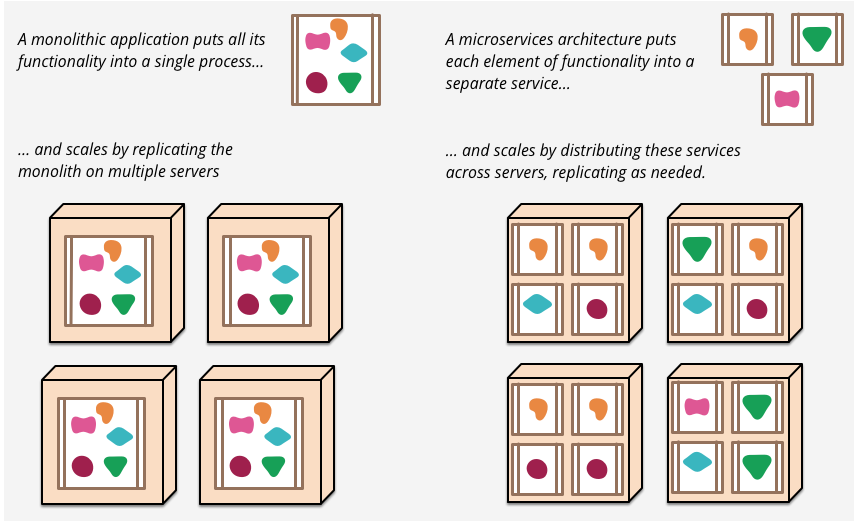 A monolithic application puts all its
functionality into a single process...
... and scales by replicating the
monolith on multiple servers
A microservices architecture puts
each element of functionality into a
separate service...
... and scales by distributing these services
across servers, replicating as needed.